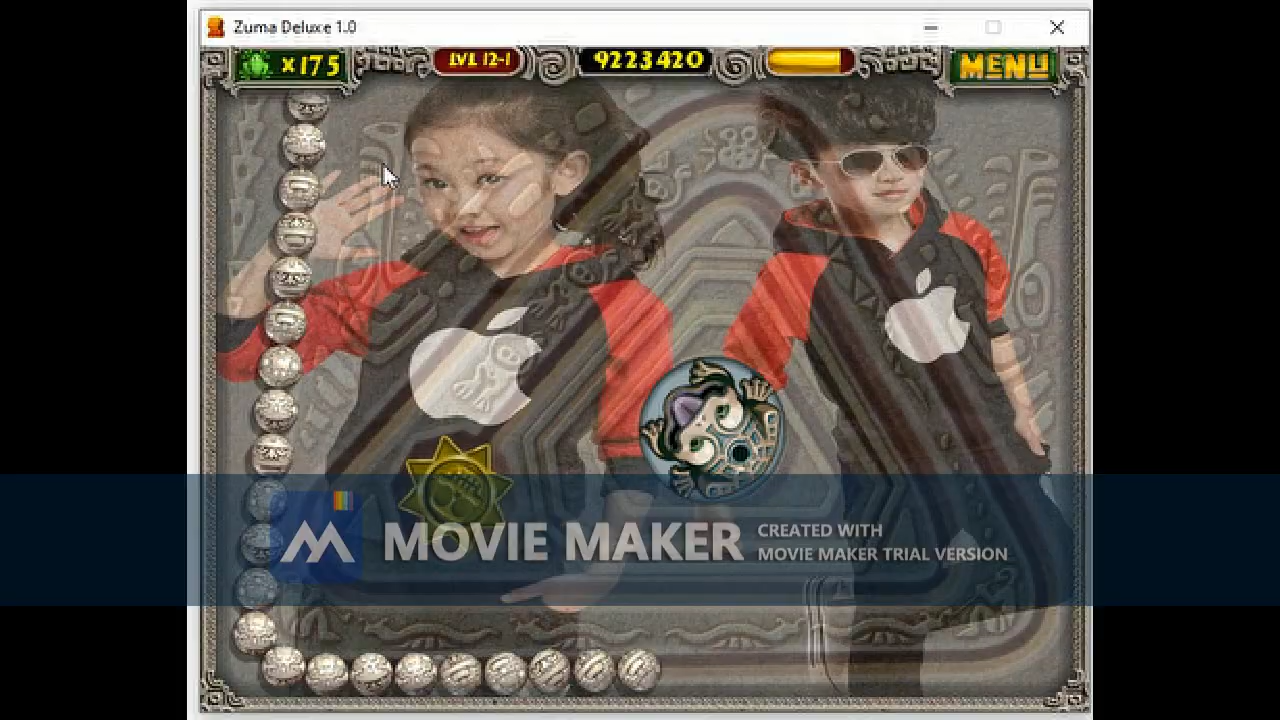 Zuma Deluxe 1.0
x175
LVL 12-1
9223420
MENU
MOVIE MAKER
CREATED WITH
MOVIE MAKER TRIAL VERSION